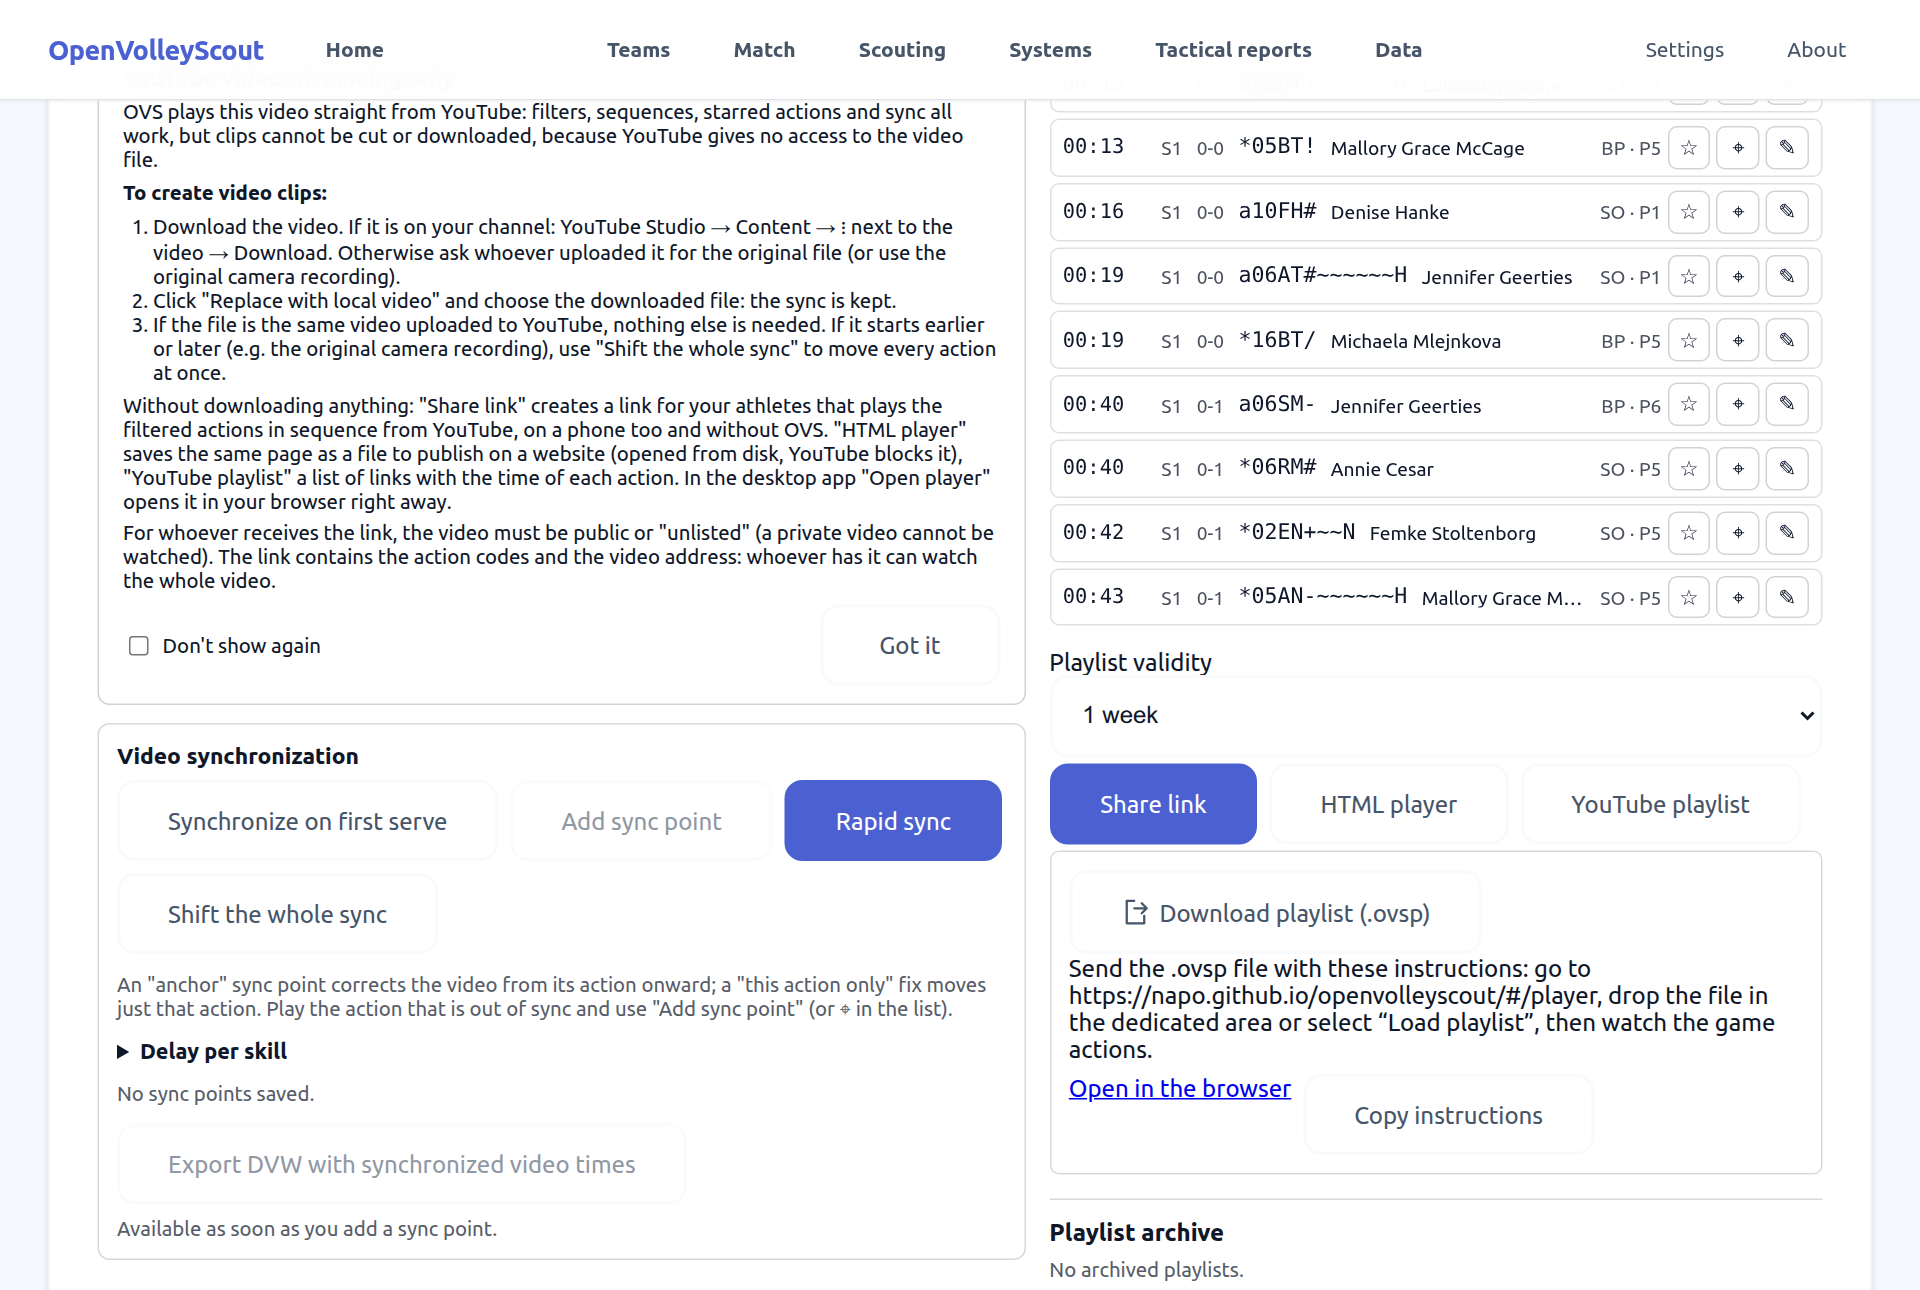 OpenVolleyScout
Home
Teams
Match
Scouting
Systems
Tactical reports
Data
Settings
About
OVS plays this video straight from YouTube: filters, sequences, starred actions and sync all
work, but clips cannot be cut or downloaded, because YouTube gives no access to the video
file.
To create video clips:
1. Download the video. If it is on your channel: YouTube Studio → Content → ⋮ next to the
video → Download. Otherwise ask whoever uploaded it for the original file (or use the
original camera recording).
2. Click "Replace with local video" and choose the downloaded file: the sync is kept.
3. If the file is the same video uploaded to YouTube, nothing else is needed. If it starts earlier
or later (e.g. the original camera recording), use "Shift the whole sync" to move every action
at once.
Without downloading anything: "Share link" creates a link for your athletes that plays the
filtered actions in sequence from YouTube, on a phone too and without OVS. "HTML player"
saves the same page as a file to publish on a website (opened from disk, YouTube blocks it),
"YouTube playlist" a list of links with the time of each action. In the desktop app "Open player"
opens it in your browser right away.
For whoever receives the link, the video must be public or "unlisted" (a private video cannot be
watched). The link contains the action codes and the video address: whoever has it can watch
the whole video.
Don't show again
Got it
Video synchronization
Synchronize on first serve
Add sync point
Rapid sync
Shift the whole sync
An "anchor" sync point corrects the video from its action onward; a "this action only" fix moves
just that action. Play the action that is out of sync and use "Add sync point" (or ⌖ in the list).
▶ Delay per skill
No sync points saved.
Export DVW with synchronized video times
Available as soon as you add a sync point.
00:13 S1 0-0 *05BT! Mallory Grace McCage BP · P5 ☆ ⌖ ✎
00:16 S1 0-0 a10FH# Denise Hanke SO · P1 ☆ ⌖ ✎
00:19 S1 0-0 a06AT#~~~~~~H Jennifer Geerties SO · P1 ☆ ⌖ ✎
00:19 S1 0-0 *16BT/ Michaela Mlejnkova BP · P5 ☆ ⌖ ✎
00:40 S1 0-1 a06SM- Jennifer Geerties BP · P6 ☆ ⌖ ✎
00:40 S1 0-1 *06RM# Annie Cesar SO · P5 ☆ ⌖ ✎
00:42 S1 0-1 *02EN+~~N Femke Stoltenborg SO · P5 ☆ ⌖ ✎
00:43 S1 0-1 *05AN-~~~~~~H Mallory Grace M... SO · P5 ☆ ⌖ ✎
Playlist validity
1 week
Share link
HTML player
YouTube playlist
Download playlist (.ovsp)
Send the .ovsp file with these instructions: go to
https://napo.github.io/openvolleyscout/#/player, drop the file in
the dedicated area or select “Load playlist”, then watch the game
actions.
Open in the browser
Copy instructions
Playlist archive
No archived playlists.